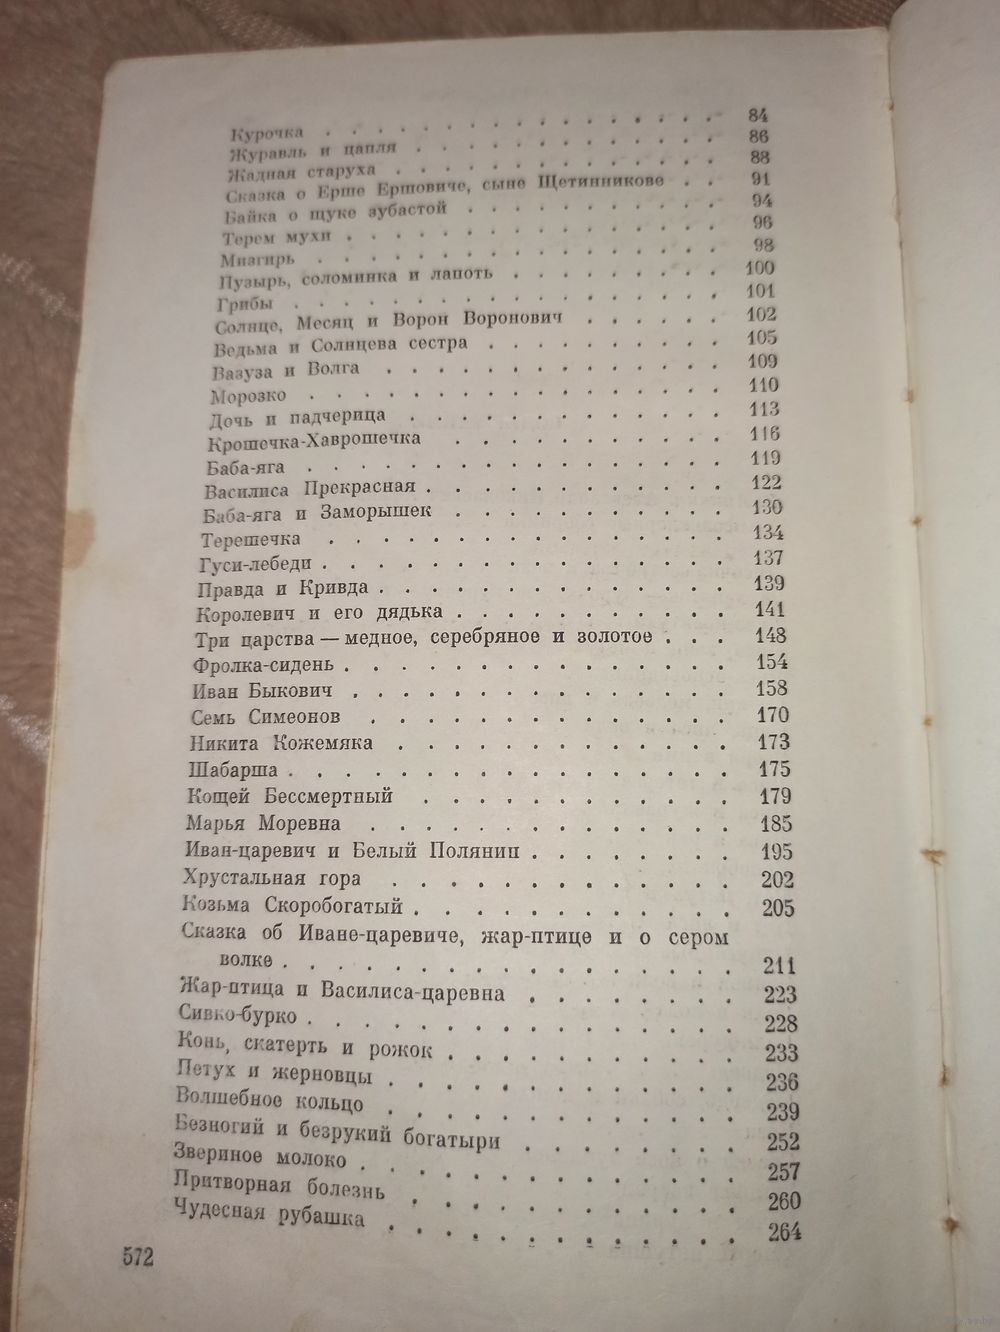 Курочка . . . . . . . . . . . . . . . . 84
Журавль и цапля . . . . . . . . . . . . . 86
Жадная старуха . . . . . . . . . . . . . 88
Сказка о Ерше Ершовиче, сыне Щетинникове . . 91
Байка о щуке зубастой . . . . . . . . . . . 94
Терем мухи . . . . . . . . . . . . . . . 96
Мизгирь . . . . . . . . . . . . . . . . 98
Пузырь, соломинка и лапоть . . . . . . . . . 100
Грибы . . . . . . . . . . . . . . . . . 101
Солнце, Месяц и Ворон Воронович . . . . . . 102
Ведьма и Солнцева сестра . . . . . . . . . 105
Вазуза и Волга . . . . . . . . . . . . . 109
Морозко . . . . . . . . . . . . . . . . 110
Дочь и падчерица . . . . . . . . . . . . 113
Крошечка-Хаврошечка . . . . . . . . . . 116
Баба-яга . . . . . . . . . . . . . . . 119
Василиса Прекрасная . . . . . . . . . . . 122
Баба-яга и Заморышек . . . . . . . . . . 130
Терешечка . . . . . . . . . . . . . . . 134
Гуси-лебеди . . . . . . . . . . . . . . . 137
Правда и Кривда . . . . . . . . . . . . . 139
Королевич и его дядька . . . . . . . . . . 141
Три царства — медное, серебряное и золотое . . . 148
Фролка-сидень . . . . . . . . . . . . . . 154
Иван Быкович . . . . . . . . . . . . . . 158
Семь Симеонов . . . . . . . . . . . . . 170
Никита Кожемяка . . . . . . . . . . . . 173
Шабарша . . . . . . . . . . . . . . . . 175
Кощей Бессмертный . . . . . . . . . . . 179
Марья Моревна . . . . . . . . . . . . . 185
Иван-царевич и Белый Полянин . . . . . . . 195
Хрустальная гора . . . . . . . . . . . . 202
Козьма Скоробогатый . . . . . . . . . . . 205
Сказка об Иване-царевиче, жар-птице и о сером
волке . . . . . . . . . . . . . . . . 211
Жар-птица и Василиса-царевна . . . . . . . 223
Сивко-бурко . . . . . . . . . . . . . . . 228
Конь, скатерть и рожок . . . . . . . . . . 233
Петух и жерновцы . . . . . . . . . . . . 236
Волшебное кольцо . . . . . . . . . . . . 239
Безногий и безрукий богатыри . . . . . . . 252
Звериное молоко . . . . . . . . . . . . . 257
Притворная болезнь . . . . . . . . . . . 260
Чудесная рубашка . . . . . . . . . . . . 264
572